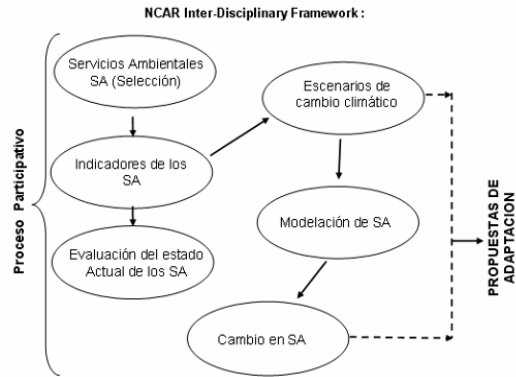 NCAR Inter-Disciplinary Framework :
Proceso Participativo
Servicios Ambientales
SA (Selección)
Indicadores de los
SA
Evaluación del estado
Actual de los SA
Escenarios de
cambio climático
Modelación de SA
Cambio en SA
PROPUESTAS DE
ADAPTACION